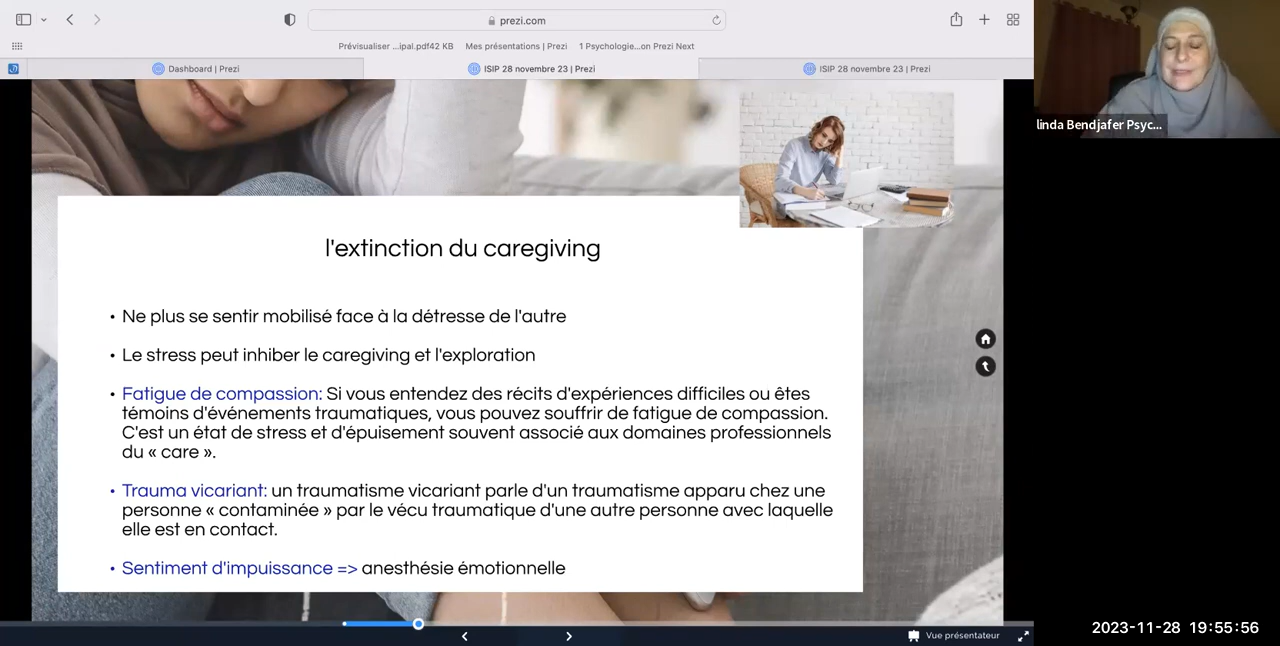 prezi.com
Prévisualiser ...ipal.pdf42 KB
Mes présentations | Prezi
1 Psychologie...on Prezi Next
Dashboard | Prezi
ISIP 28 novembre 23 | Prezi
ISIP 28 novembre 23 | Prezi
linda Bendjafer Psyc...
l'extinction du caregiving
• Ne plus se sentir mobilisé face à la détresse de l'autre
• Le stress peut inhiber le caregiving et l'exploration
• Fatigue de compassion: Si vous entendez des récits d'expériences difficiles ou êtes
témoins d'événements traumatiques, vous pouvez souffrir de fatigue de compassion.
C'est un état de stress et d'épuisement souvent associé aux domaines professionnels
du « care ».
• Trauma vicariant: un traumatisme vicariant parle d'un traumatisme apparu chez une
personne « contaminée » par le vécu traumatique d'une autre personne avec laquelle
elle est en contact.
• Sentiment d'impuissance => anesthésie émotionnelle
Vue présentateur
2023-11-28 19:55:56